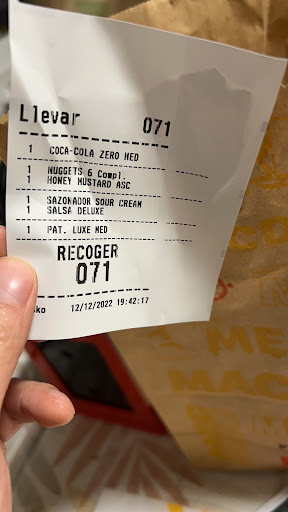 Llevar 071
1 COCA-COLA ZERO MED
1 NUGGETS 6 Compl.
1 HONEY MUSTARD ASC
1 SAZONADOR SOUR CREAM
1 SALSA DELUXE
1 PAT. LUXE MED
RECOGER
071
12/12/2022 19:42:17